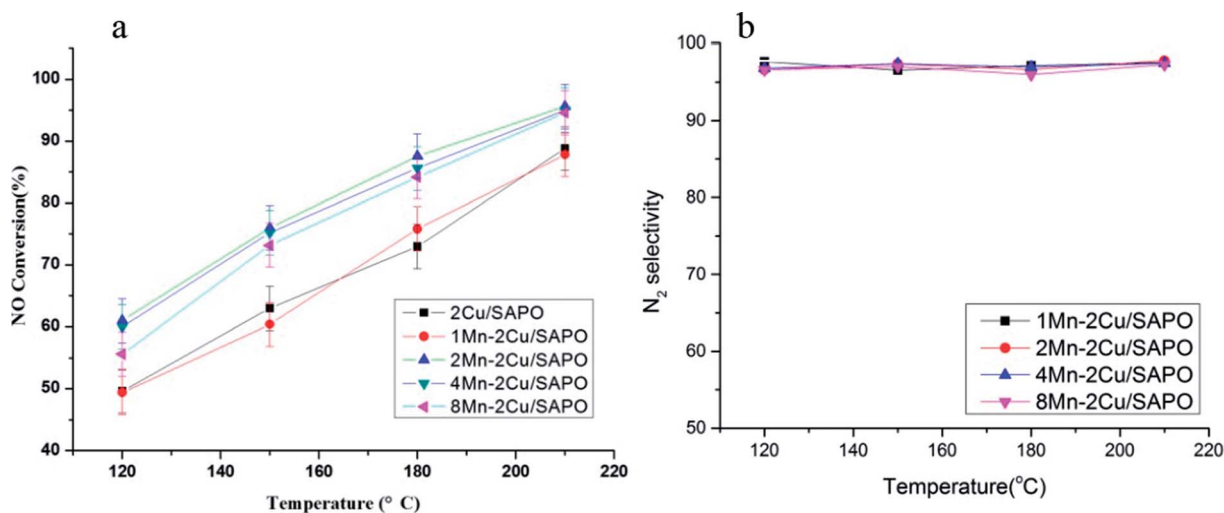 a
NO Conversion(%)
100
90
80
70
60
50
40
120
140
160
180
200
220
Temperature (° C)
2Cu/SAPO
1Mn-2Cu/SAPO
2Mn-2Cu/SAPO
4Mn-2Cu/SAPO
8Mn-2Cu/SAPO
b
N2 selectivity
100
90
80
70
60
50
120
140
160
180
200
220
Temperature(°C)
1Mn-2Cu/SAPO
2Mn-2Cu/SAPO
4Mn-2Cu/SAPO
8Mn-2Cu/SAPO